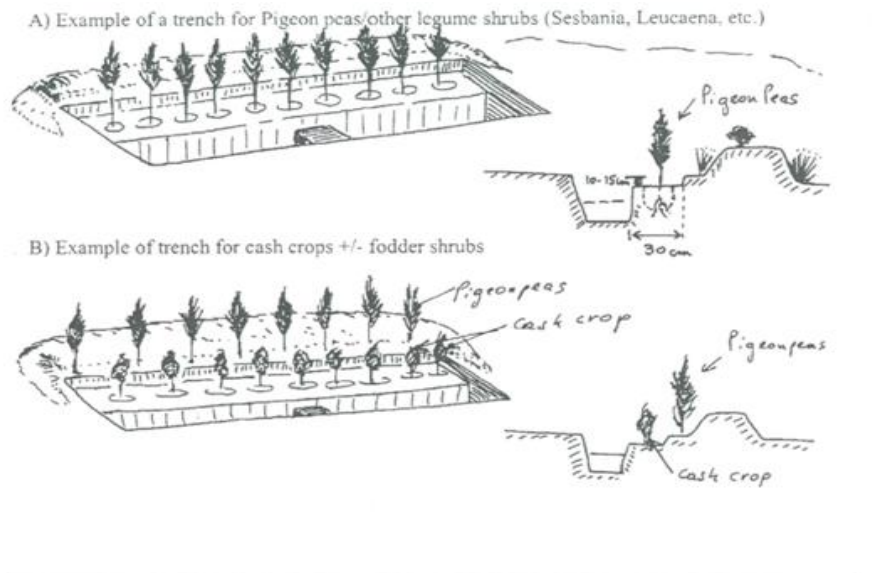 A) Example of a trench for Pigeon peas/other legume shrubs (Sesbania, Leucaena, etc.)
Pigeon Peas
10-15cm
30cm
B) Example of trench for cash crops +/- fodder shrubs
Pigeonpeas
cash crop
Pigeonpeas
cash crop